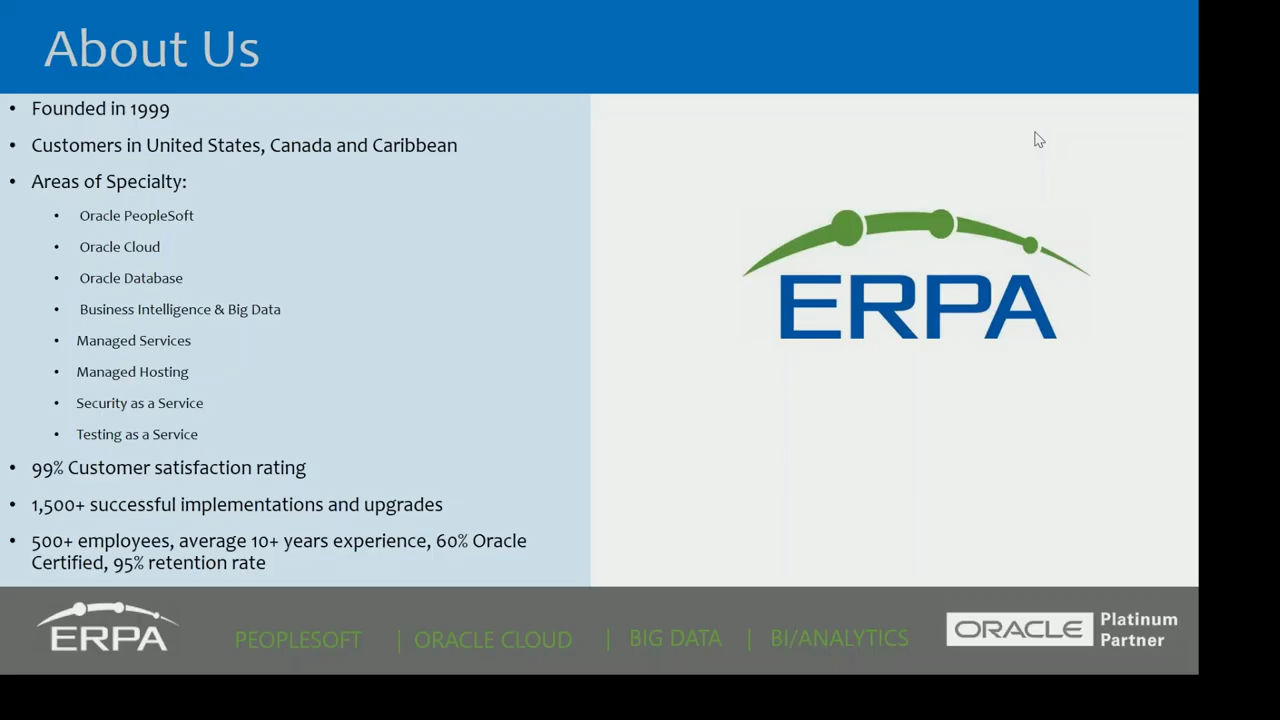 About Us
• Founded in 1999
• Customers in United States, Canada and Caribbean
• Areas of Specialty:
• Oracle PeopleSoft
• Oracle Cloud
• Oracle Database
• Business Intelligence & Big Data
• Managed Services
• Managed Hosting
• Security as a Service
• Testing as a Service
• 99% Customer satisfaction rating
• 1,500+ successful implementations and upgrades
• 500+ employees, average 10+ years experience, 60% Oracle
Certified, 95% retention rate
ERPA
ERPA
PEOPLESOFT | ORACLE CLOUD | BIG DATA | BI/ANALYTICS
ORACLE Platinum
Partner